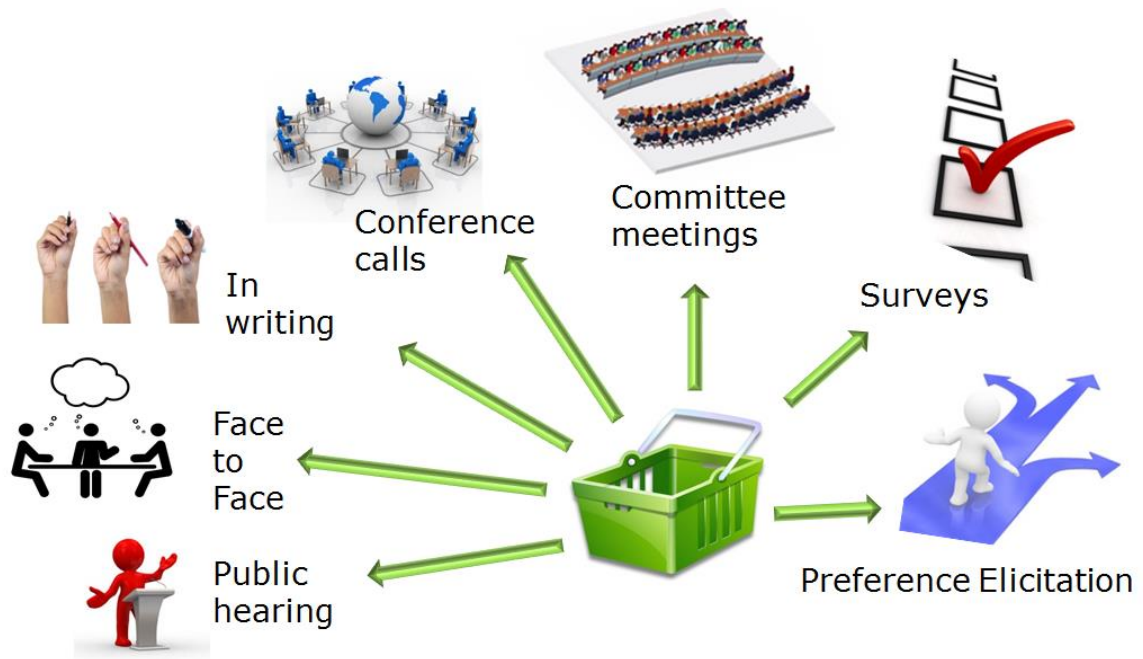 Conference
calls
Committee
meetings
Surveys
In
writing
Face
to
Face
Public
hearing
Preference Elicitation